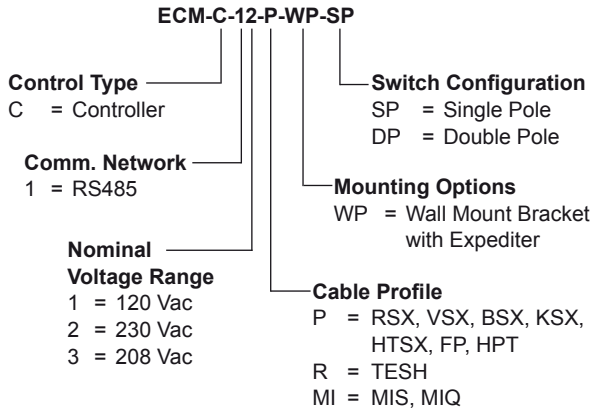 ECM-C-12-P-WP-SP
Control Type
C = Controller
Comm. Network
1 = RS485
Nominal
Voltage Range
1 = 120 Vac
2 = 230 Vac
3 = 208 Vac
Switch Configuration
SP = Single Pole
DP = Double Pole
Mounting Options
WP = Wall Mount Bracket
with Expediter
Cable Profile
P = RSX, VSX, BSX, KSX,
HTSX, FP, HPT
R = TESH
MI = MIS, MIQ